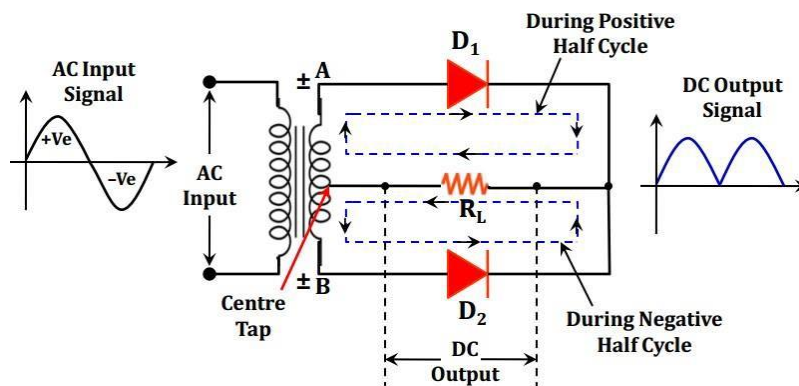 AC Input
Signal
+Ve
−Ve
AC
Input
± A
± B
Centre
Tap
D1
During Positive
Half Cycle
RL
D2
During Negative
Half Cycle
DC
Output
DC Output
Signal